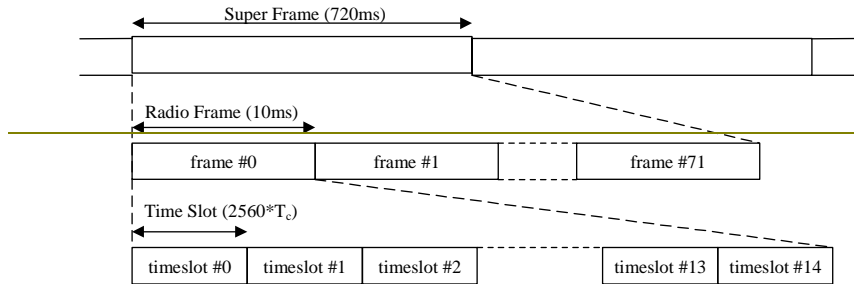 Super Frame (720ms)
Radio Frame (10ms)
frame #0 frame #1 frame #71
Time Slot (2560*Tc)
timeslot #0 timeslot #1 timeslot #2 timeslot #13 timeslot #14